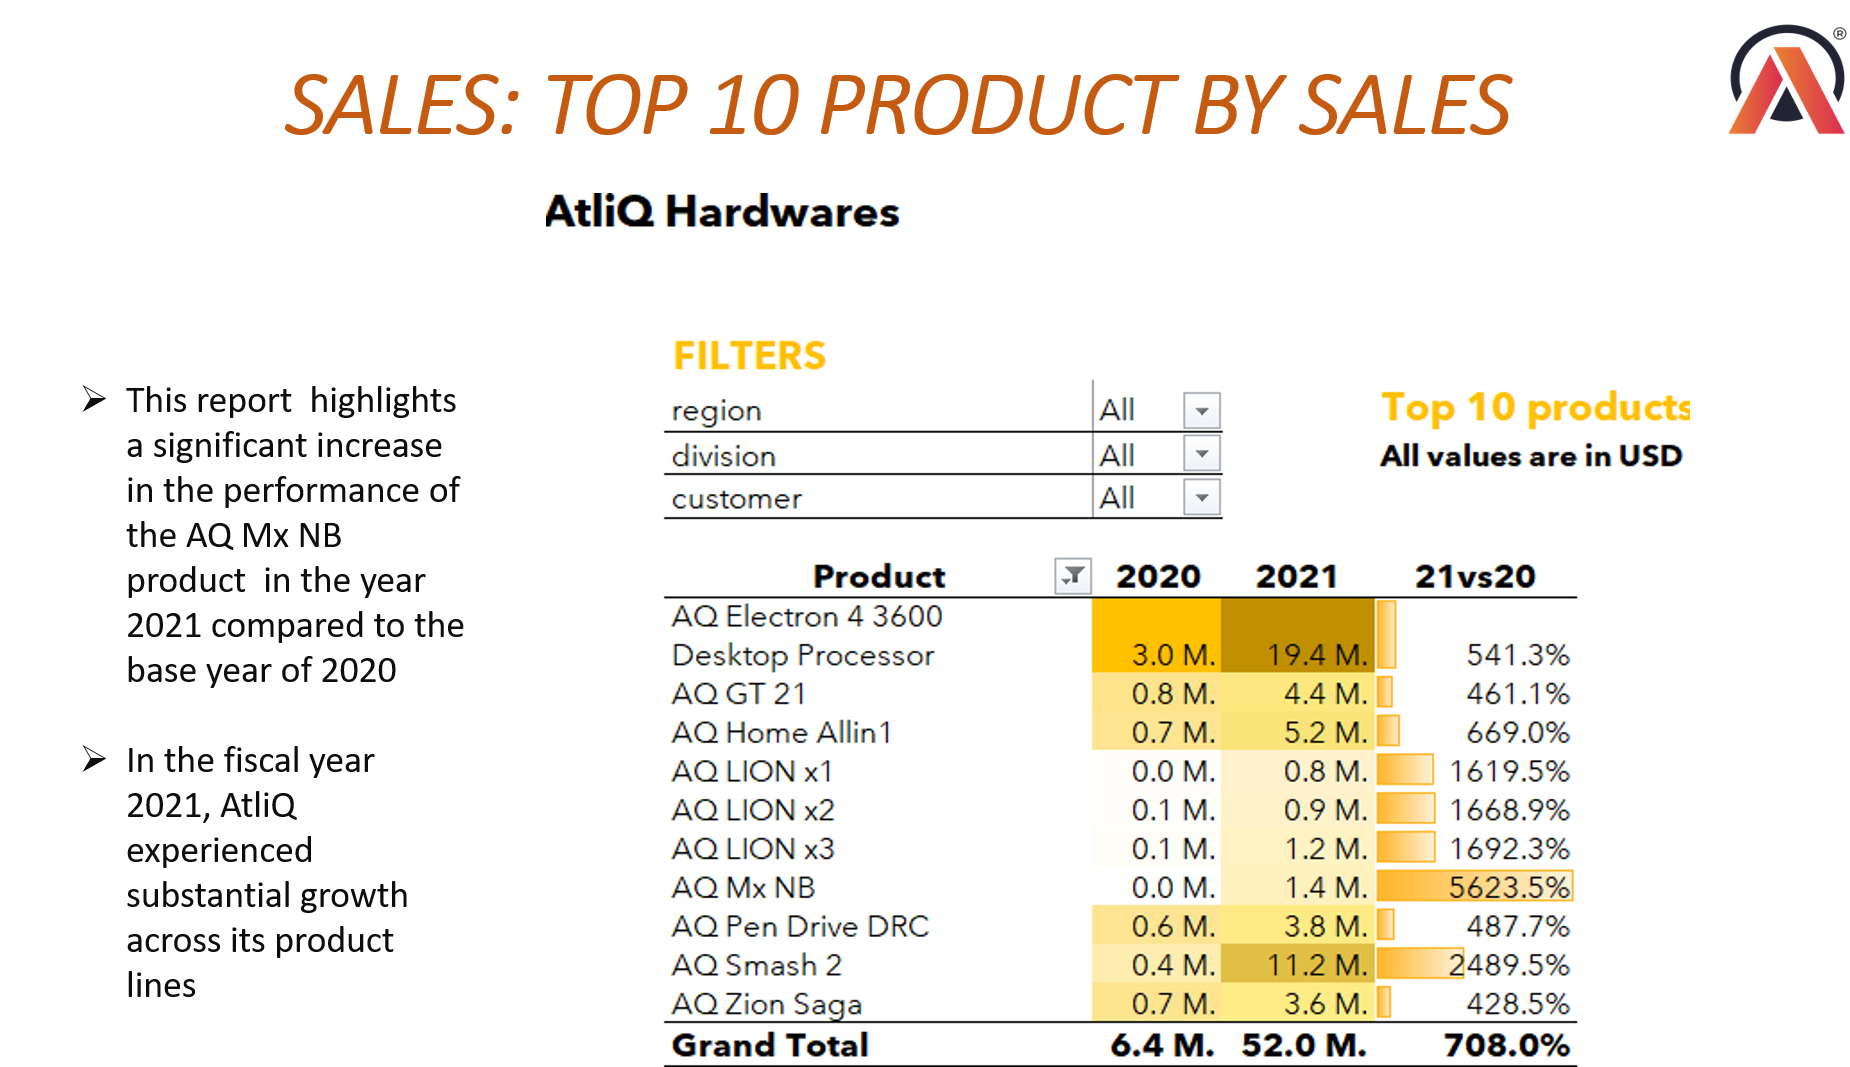 ®
SALES: TOP 10 PRODUCT BY SALES
AtliQ Hardwares
➢ This report  highlights
a significant increase
in the performance of
the AQ Mx NB
product  in the year
2021 compared to the
base year of 2020
➢ In the fiscal year
2021, AtliQ
experienced
substantial growth
across its product
lines
FILTERS
region All
division All
customer All
Top 10 products
All values are in USD
Product 2020 2021 21vs20
AQ Electron 4 3600
Desktop Processor 3.0 M. 19.4 M. 541.3%
AQ GT 21 0.8 M. 4.4 M. 461.1%
AQ Home Allin1 0.7 M. 5.2 M. 669.0%
AQ LION x1 0.0 M. 0.8 M. 1619.5%
AQ LION x2 0.1 M. 0.9 M. 1668.9%
AQ LION x3 0.1 M. 1.2 M. 1692.3%
AQ Mx NB 0.0 M. 1.4 M. 5623.5%
AQ Pen Drive DRC 0.6 M. 3.8 M. 487.7%
AQ Smash 2 0.4 M. 11.2 M. 2489.5%
AQ Zion Saga 0.7 M. 3.6 M. 428.5%
Grand Total 6.4 M. 52.0 M. 708.0%